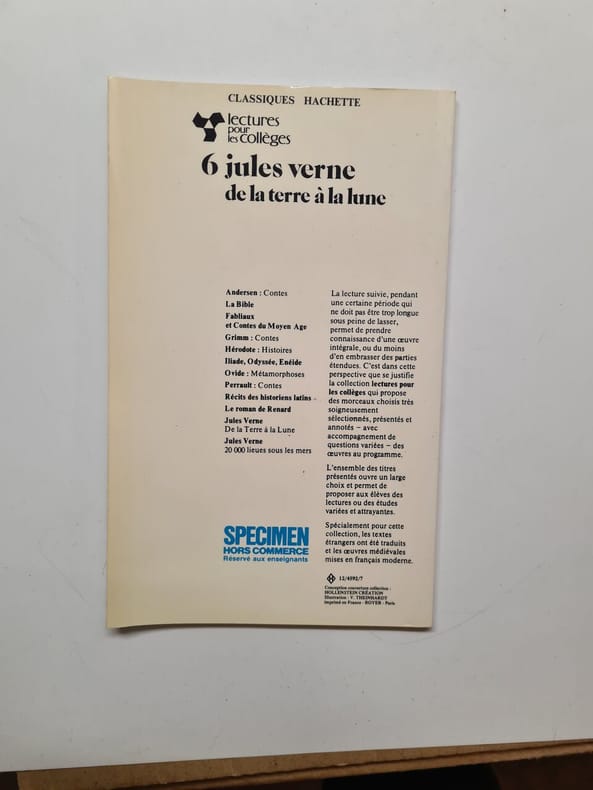 CLASSIQUES HACHETTE
lectures
pour
les collèges
6 jules verne
de la terre à la lune
Andersen : Contes
La Bible
Fabliaux
et Contes du Moyen Age
Grimm : Contes
Hérodote : Histoires
Iliade, Odyssée, Enéide
Ovide : Métamorphoses
Perrault : Contes
Récits des historiens latins
Le roman de Renard
Jules Verne
De la Terre à la Lune
Jules Verne
20 000 lieues sous les mers
La lecture suivie, pendant
une certaine période qui
ne doit pas être trop longue
sous peine de lasser,
permet de prendre
connaissance d'une œuvre
intégrale, ou du moins
d'en embrasser des parties
étendues. C'est dans cette
perspective que se justifie
la collection lectures pour
les collèges qui propose
des morceaux choisis très
soigneusement
sélectionnés, présentés et
annotés – avec
accompagnement de
questions variées – des
œuvres au programme.
L'ensemble des titres
présentés ouvre un large
choix et permet de
proposer aux élèves des
lectures ou des études
variées et attrayantes.
Spécialement pour cette
collection, les textes
étrangers ont été traduits
et les œuvres médiévales
mises en français moderne.
SPECIMEN
HORS COMMERCE
Réservé aux enseignants
12/4592/7
Conception couverture collection :
HOLLENSTEIN CRÉATION
Illustration : V. THEINHARDT
Imprimé en France - BOYER - Paris